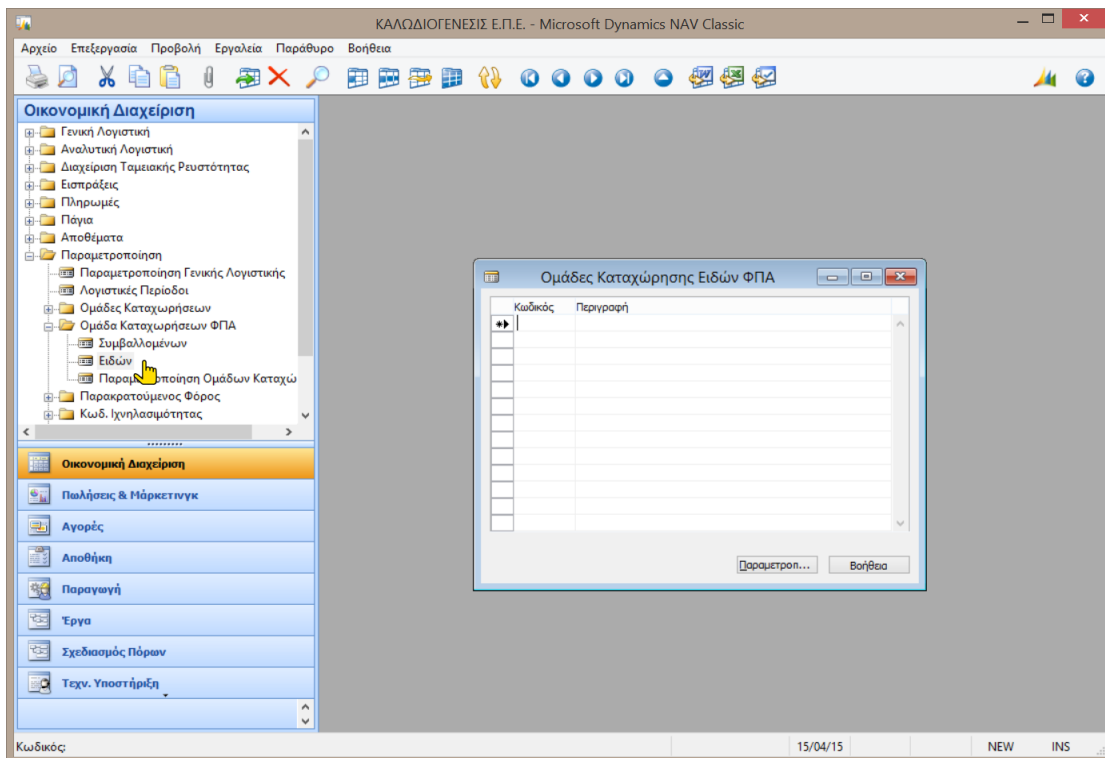 ΚΑΛΩΔΙΟΓΕΝΕΣΙΣ Ε.Π.Ε. - Microsoft Dynamics NAV Classic
Αρχείο Επεξεργασία Προβολή Εργαλεία Παράθυρο Βοήθεια
Οικονομική Διαχείριση
Γενική Λογιστική
Αναλυτική Λογιστική
Διαχείριση Ταμειακής Ρευστότητας
Εισπράξεις
Πληρωμές
Πάγια
Αποθέματα
Παραμετροποίηση
Παραμετροποίηση Γενικής Λογιστικής
Λογιστικές Περίοδοι
Ομάδες Καταχωρήσεων
Ομάδα Καταχωρήσεων ΦΠΑ
Συμβαλλομένων
Ειδών
Ομάδων Καταχώ
Παρακρατούμενος Φόρος
Κωδ. Ιχνηλασιμότητας
Οικονομική Διαχείριση
Πωλήσεις & Μάρκετινγκ
Αγορές
Αποθήκη
Παραγωγή
Έργα
Σχεδιασμός Πόρων
Τεχν. Υποστήριξη
Ομάδες Καταχώρησης Ειδών ΦΠΑ
Κωδικός Περιγραφή
Παραμετροπ... Βοήθεια
Κωδικός: 15/04/15 NEW INS